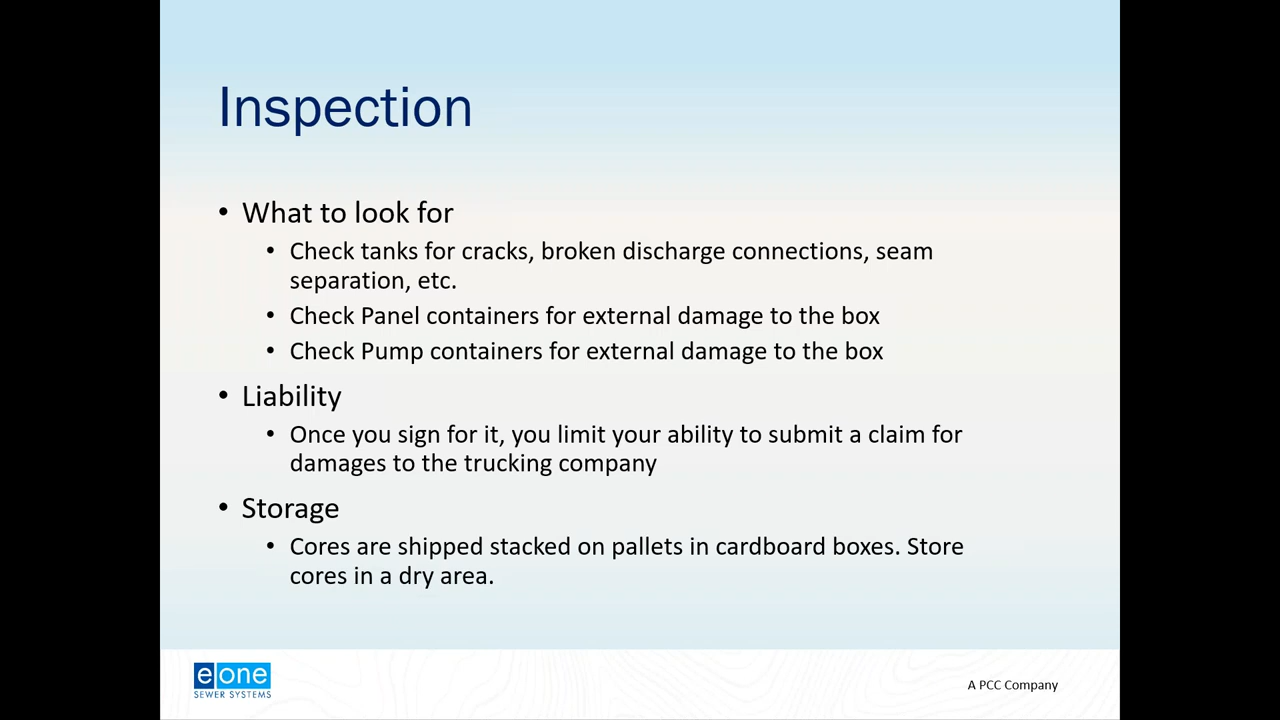 Inspection
• What to look for
• Check tanks for cracks, broken discharge connections, seam
separation, etc.
• Check Panel containers for external damage to the box
• Check Pump containers for external damage to the box
• Liability
• Once you sign for it, you limit your ability to submit a claim for
damages to the trucking company
• Storage
• Cores are shipped stacked on pallets in cardboard boxes. Store
cores in a dry area.
e one
SEWER SYSTEMS
A PCC Company